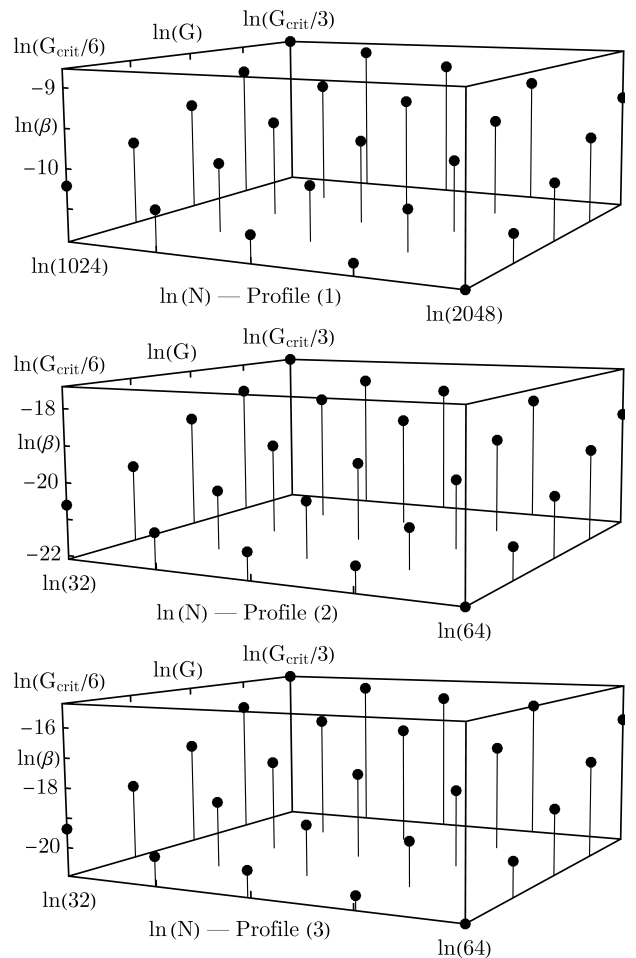 ln(G_crit/3)
ln(G)
ln(G_crit/6)
−9
ln(β)
−10
ln(1024)
ln(N) — Profile (1)
ln(2048)
ln(G_crit/3)
ln(G)
ln(G_crit/6)
−18
ln(β)
−20
−22
ln(32)
ln(N) — Profile (2)
ln(64)
ln(G_crit/3)
ln(G)
ln(G_crit/6)
−16
ln(β)
−18
−20
ln(32)
ln(N) — Profile (3)
ln(64)